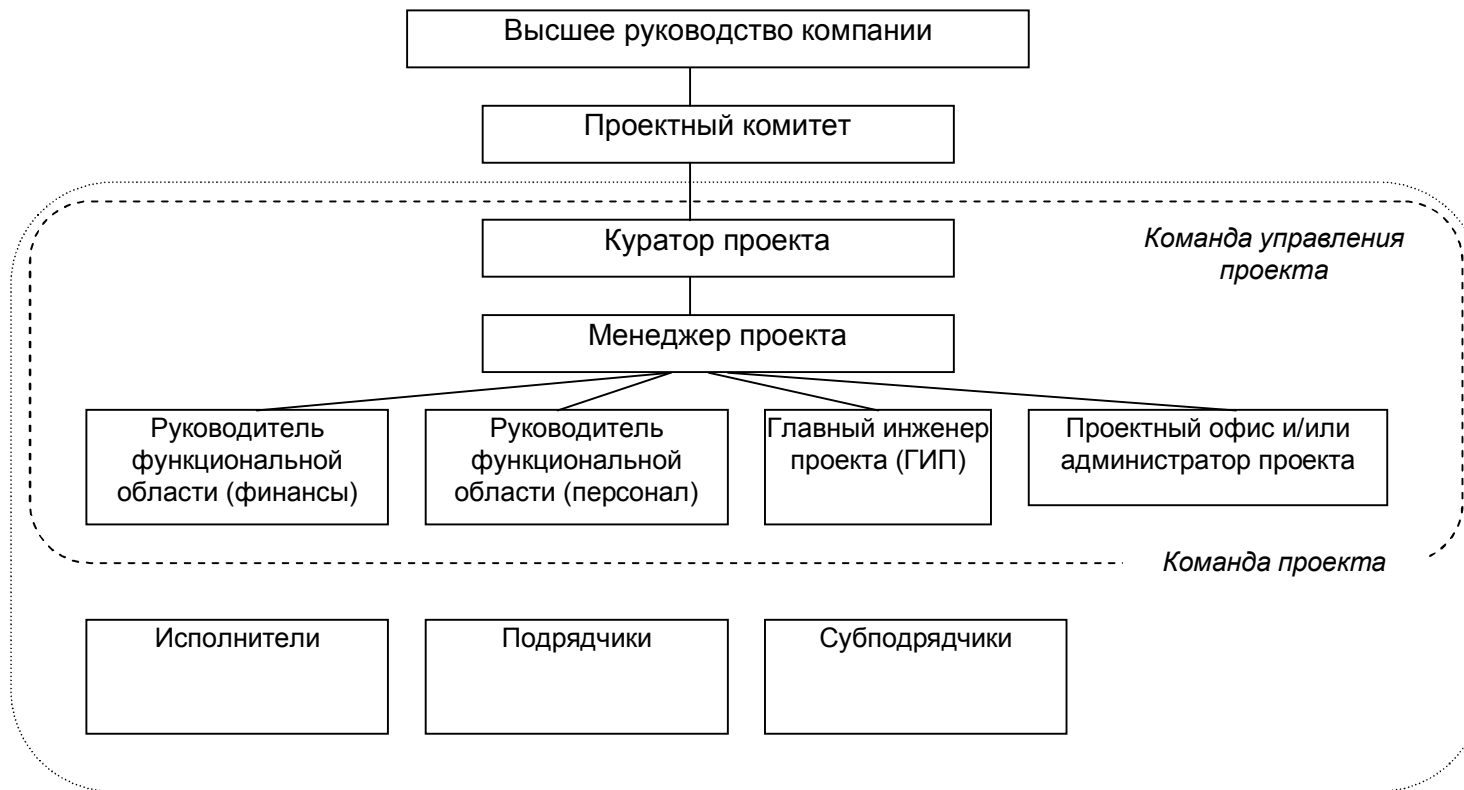 Высшее руководство компании
Проектный комитет
Куратор проекта
Команда управления
проекта
Менеджер проекта
Руководитель
функциональной
области (финансы)
Руководитель
функциональной
области (персонал)
Главный инженер
проекта (ГИП)
Проектный офис и/или
администратор проекта
Команда проекта
Исполнители
Подрядчики
Субподрядчики